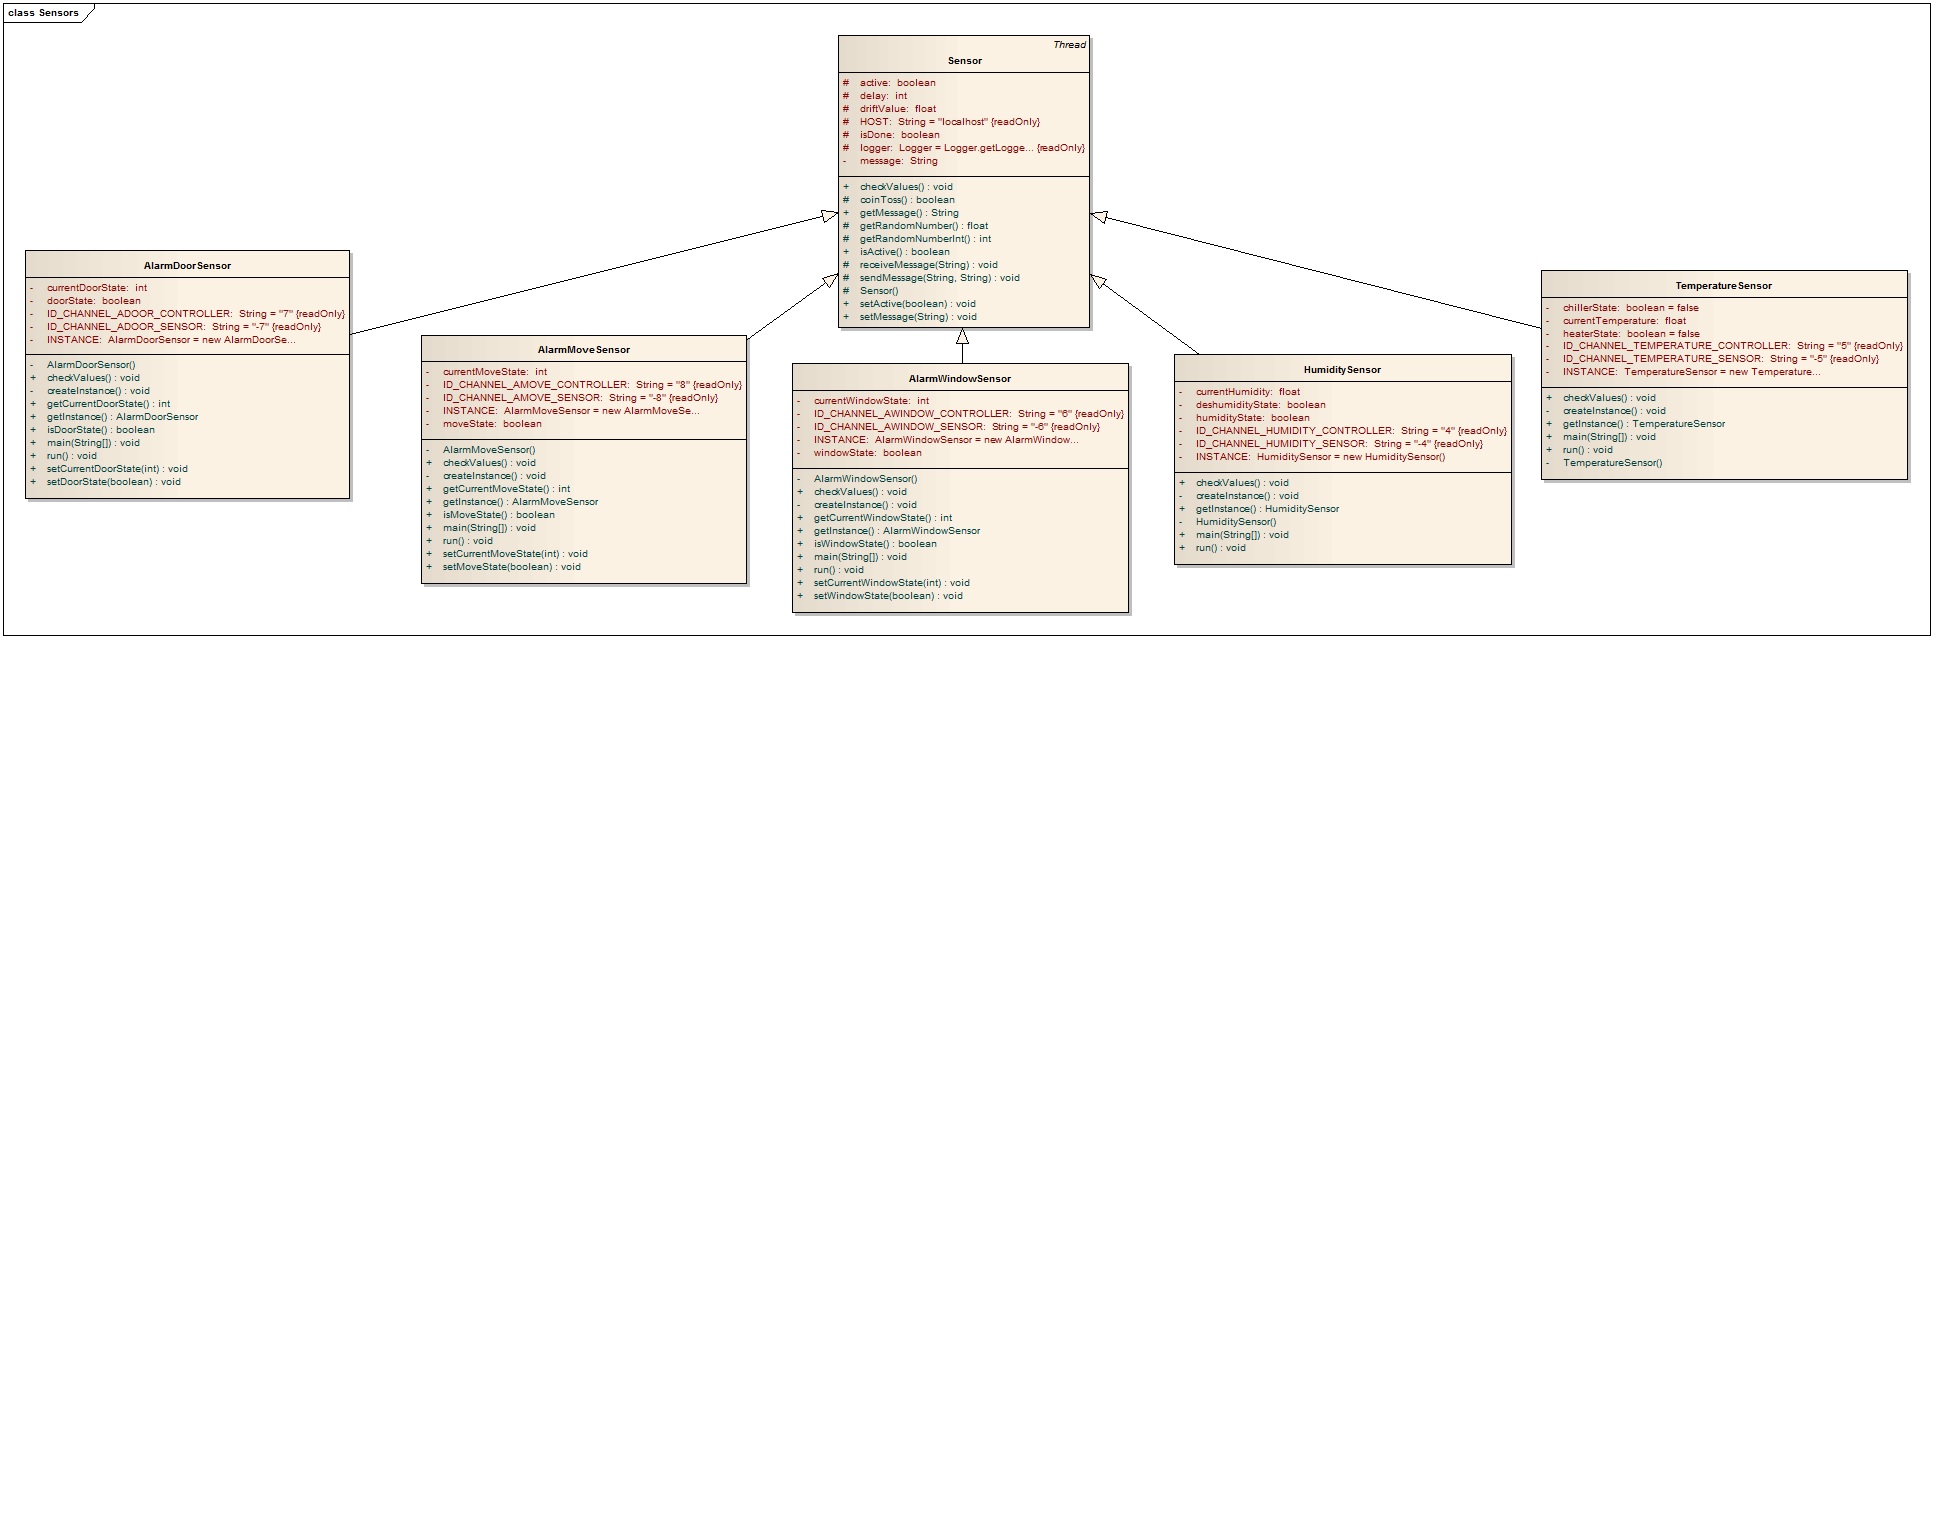 class Sensors
Thread
Sensor
# active: boolean
# delay: int
# driftValue: float
# HOST: String = "localhost" {readOnly}
# isDone: boolean
# logger: Logger = Logger.getLogge... {readOnly}
- message: String
+ checkValues() : void
# coinToss() : boolean
+ getMessage() : String
# getRandomNumber() : float
# getRandomNumberInt() : int
+ isActive() : boolean
# receiveMessage(String) : void
# sendMessage(String, String) : void
# Sensor()
+ setActive(boolean) : void
+ setMessage(String) : void
AlarmDoorSensor
- currentDoorState: int
- doorState: boolean
- ID_CHANNEL_ADOOR_CONTROLLER: String = "7" {readOnly}
- ID_CHANNEL_ADOOR_SENSOR: String = "-7" {readOnly}
- INSTANCE: AlarmDoorSensor = new AlarmDoorSe...
- AlarmDoorSensor()
+ checkValues() : void
- createInstance() : void
+ getCurrentDoorState() : int
+ getInstance() : AlarmDoorSensor
+ isDoorState() : boolean
+ main(String[]) : void
+ run() : void
+ setCurrentDoorState(int) : void
+ setDoorState(boolean) : void
AlarmMoveSensor
- currentMoveState: int
- ID_CHANNEL_AMOVE_CONTROLLER: String = "8" {readOnly}
- ID_CHANNEL_AMOVE_SENSOR: String = "-8" {readOnly}
- INSTANCE: AlarmMoveSensor = new AlarmMoveSe...
- moveState: boolean
- AlarmMoveSensor()
+ checkValues() : void
- createInstance() : void
+ getCurrentMoveState() : int
+ getInstance() : AlarmMoveSensor
+ isMoveState() : boolean
+ main(String[]) : void
+ run() : void
+ setCurrentMoveState(int) : void
+ setMoveState(boolean) : void
AlarmWindowSensor
- currentWindowState: int
- ID_CHANNEL_AWINDOW_CONTROLLER: String = "6" {readOnly}
- ID_CHANNEL_AWINDOW_SENSOR: String = "-6" {readOnly}
- INSTANCE: AlarmWindowSensor = new AlarmWindow...
- windowState: boolean
- AlarmWindowSensor()
+ checkValues() : void
- createInstance() : void
+ getCurrentWindowState() : int
+ getInstance() : AlarmWindowSensor
+ isWindowState() : boolean
+ main(String[]) : void
+ run() : void
+ setCurrentWindowState(int) : void
+ setWindowState(boolean) : void
HumiditySensor
- currentHumidity: float
- deshumidityState: boolean
- humidityState: boolean
- ID_CHANNEL_HUMIDITY_CONTROLLER: String = "4" {readOnly}
- ID_CHANNEL_HUMIDITY_SENSOR: String = "-4" {readOnly}
- INSTANCE: HumiditySensor = new HumiditySensor()
+ checkValues() : void
- createInstance() : void
+ getInstance() : HumiditySensor
- HumiditySensor()
+ main(String[]) : void
+ run() : void
TemperatureSensor
- chillerState: boolean = false
- currentTemperature: float
- heaterState: boolean = false
- ID_CHANNEL_TEMPERATURE_CONTROLLER: String = "5" {readOnly}
- ID_CHANNEL_TEMPERATURE_SENSOR: String = "-5" {readOnly}
- INSTANCE: TemperatureSensor = new Temperature...
+ checkValues() : void
- createInstance() : void
+ getInstance() : TemperatureSensor
+ main(String[]) : void
+ run() : void
- TemperatureSensor()